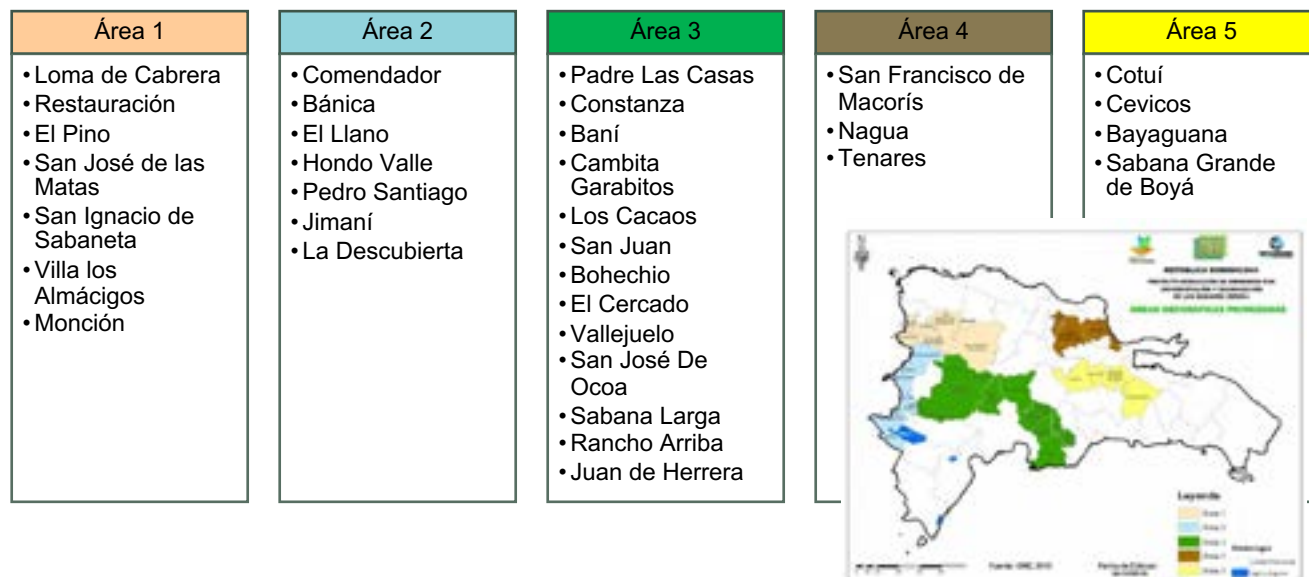 Área 1
• Loma de Cabrera
• Restauración
• El Pino
• San José de las
Matas
• San Ignacio de
Sabaneta
• Villa los
Almácigos
• Monción
Área 2
• Comendador
• Bánica
• El Llano
• Hondo Valle
• Pedro Santiago
• Jimaní
• La Descubierta
Área 3
• Padre Las Casas
• Constanza
• Baní
• Cambita
Garabitos
• Los Cacaos
• San Juan
• Bohechio
• El Cercado
• Vallejuelo
• San José De
Ocoa
• Sabana Larga
• Rancho Arriba
• Juan de Herrera
Área 4
• San Francisco de
Macorís
• Nagua
• Tenares
Área 5
• Cotuí
• Cevicos
• Bayaguana
• Sabana Grande
de Boyá
REPÚBLICA DOMINICANA
Leyenda